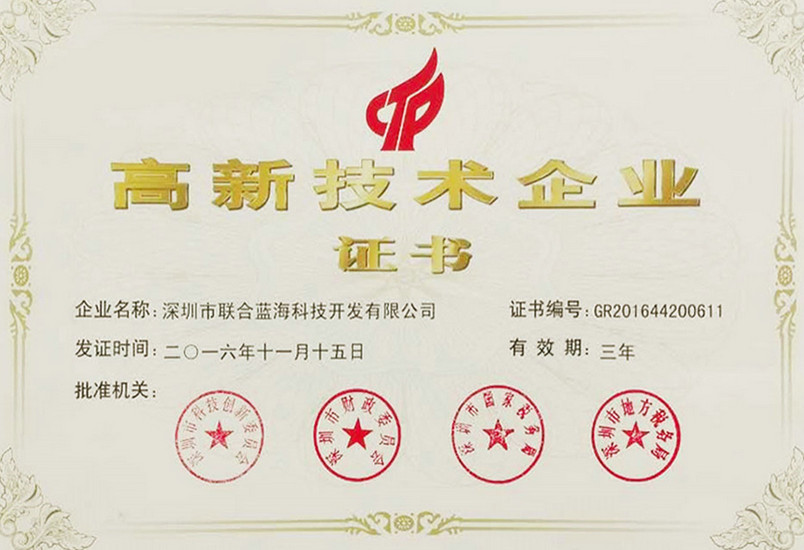 高新技术企业
证书
企业名称：深圳市联合蓝海科技开发有限公司 证书编号：GR201644200611
发证时间：二〇一六年十一月十五日 有 效 期：三年
批准机关：
深圳市科技创新委员会
深圳市财政委员会
深圳市国家税务局
深圳市地方税务局